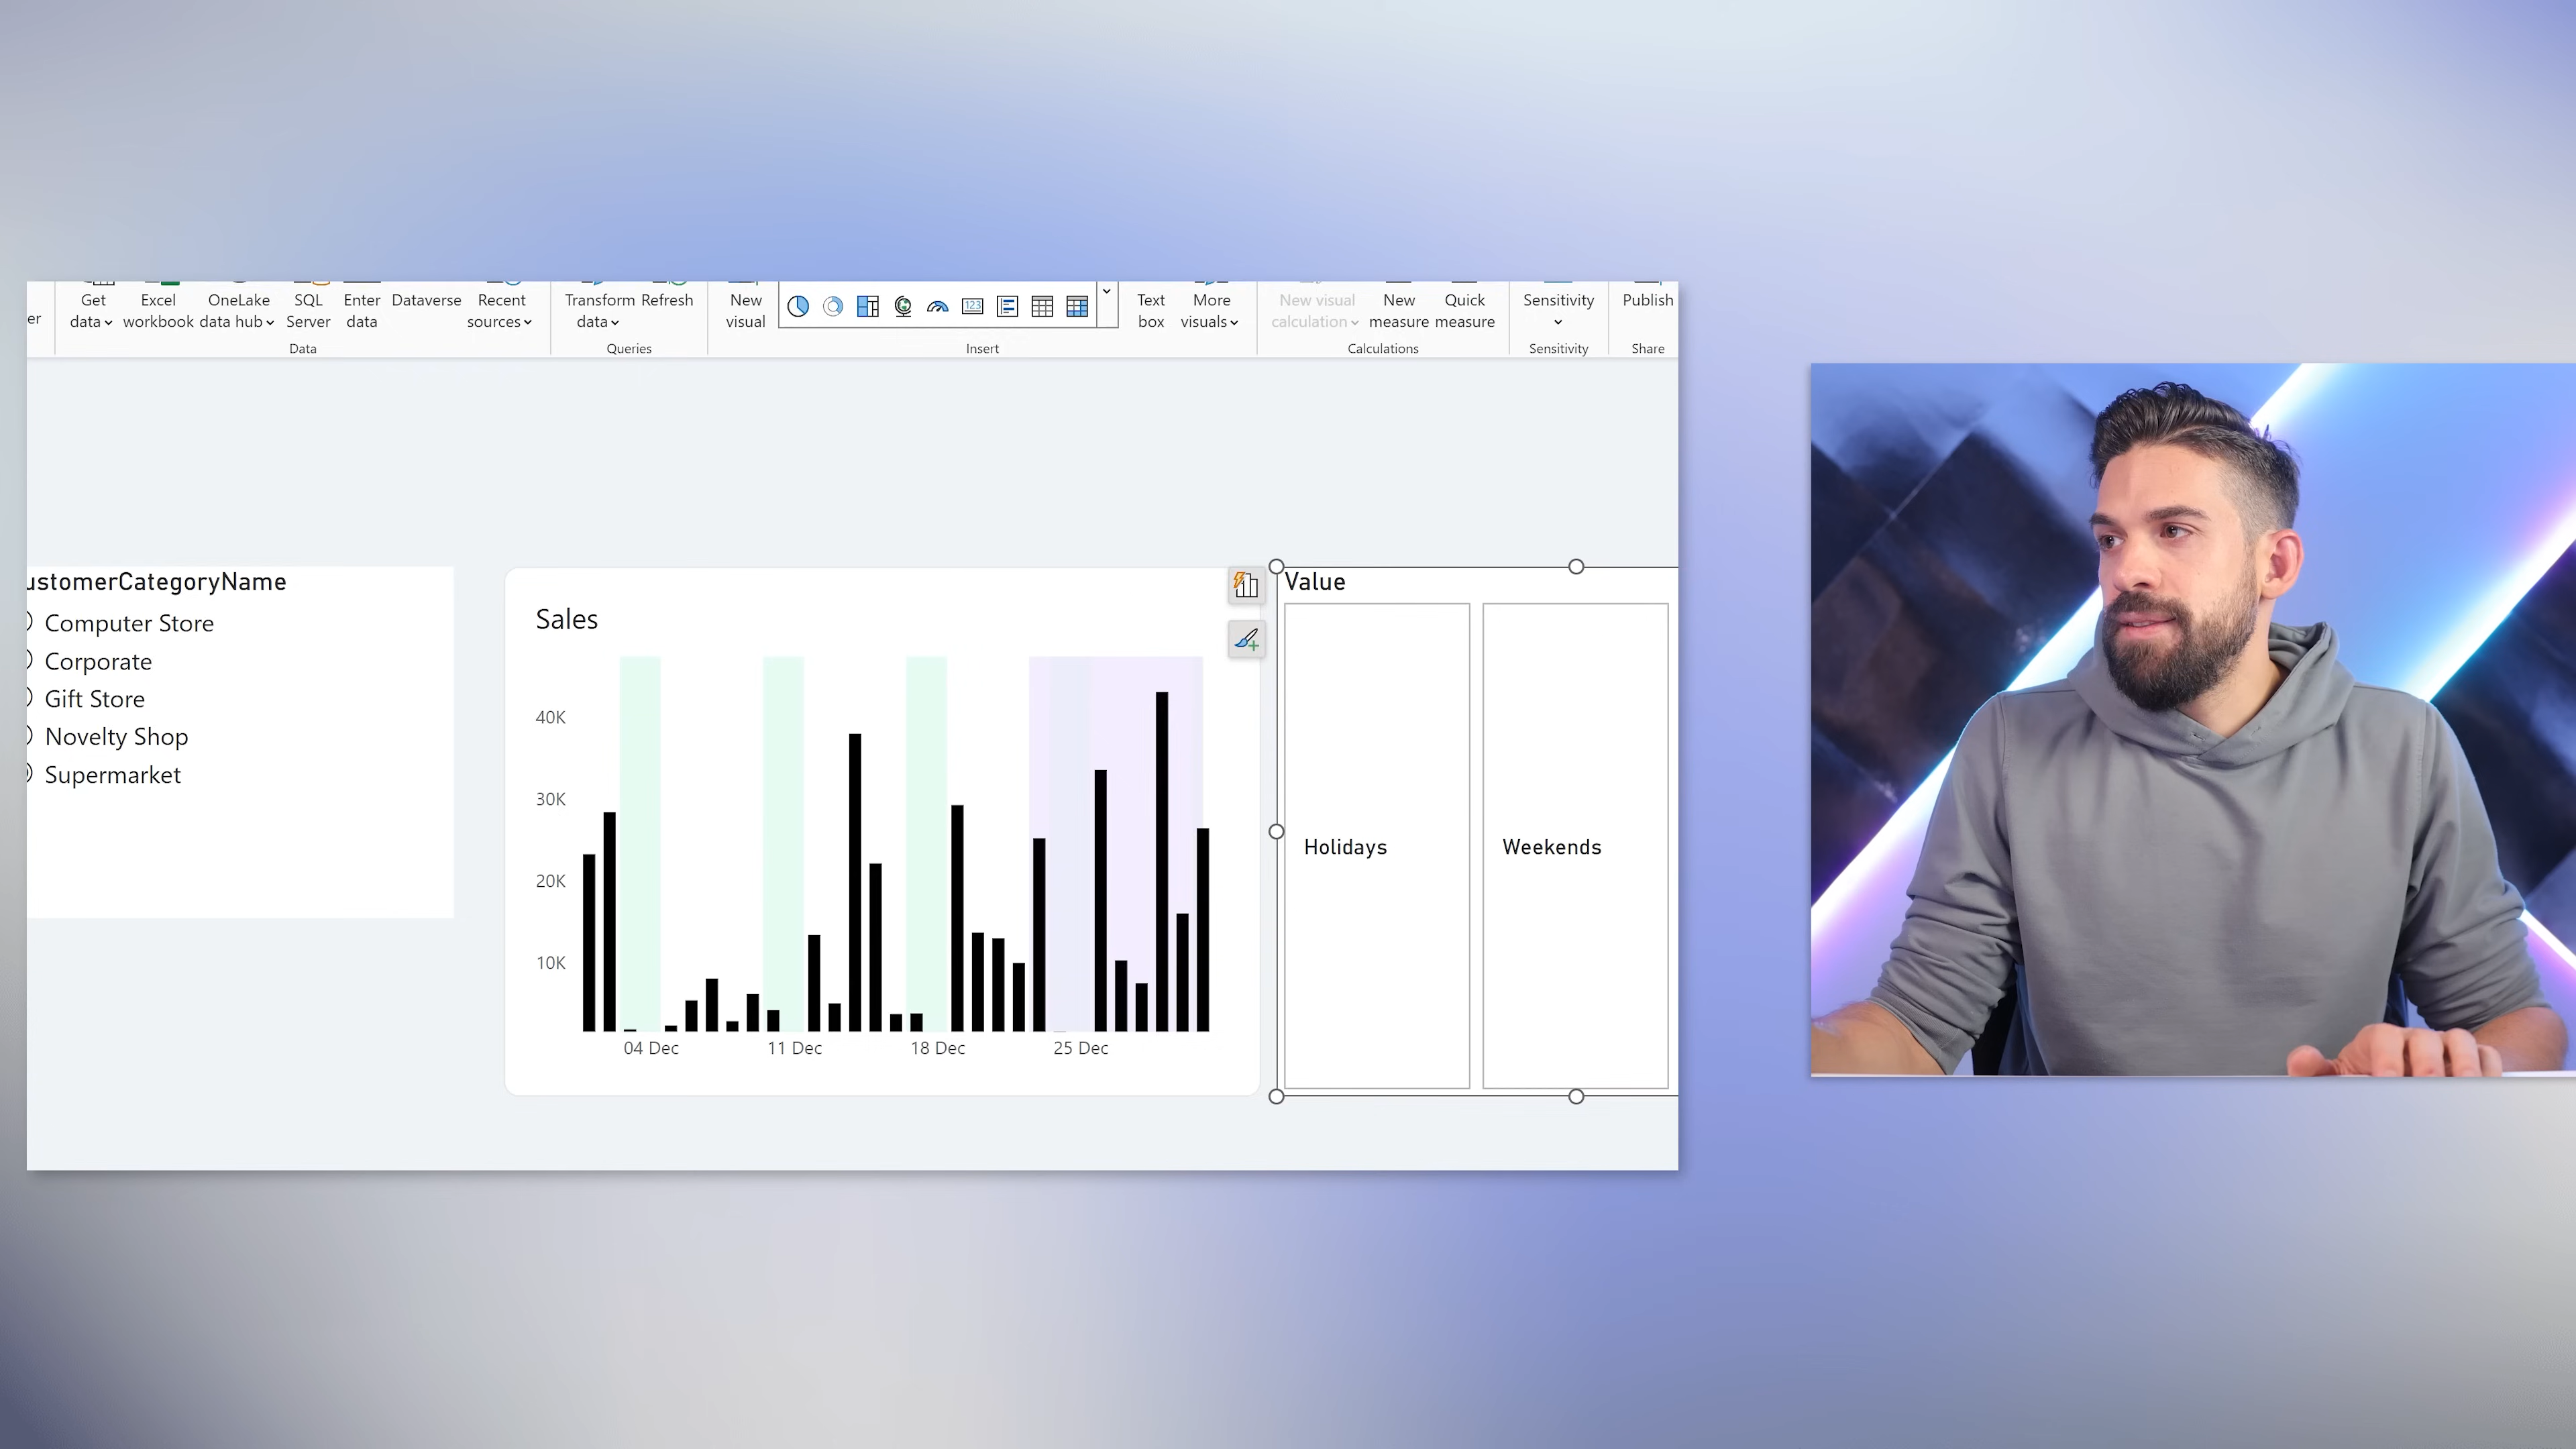 er
Get data
Excel workbook
OneLake data hub
SQL Server
Enter data
Dataverse
Recent sources
Data
Transform data
Refresh
Queries
New visual
123
Insert
Text box
More visuals
New visual calculation
New measure
Quick measure
Calculations
Sensitivity
Sensitivity
Publish
Share
ustomerCategoryName
Computer Store
Corporate
Gift Store
Novelty Shop
Supermarket
Sales
40K
30K
20K
10K
04 Dec
11 Dec
18 Dec
25 Dec
Value
Holidays
Weekends